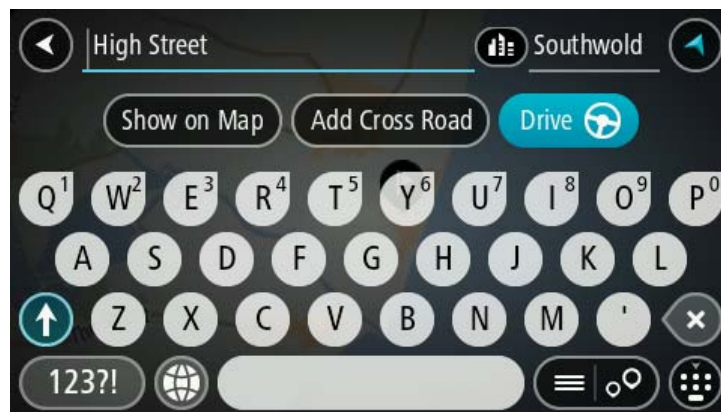 High Street Southwold
Show on Map Add Cross Road Drive
Q1 W2 E3 R4 T5 Y6 U7 I8 O9 P0
A S D F G H J K L
Z X C V B N M '
123?!